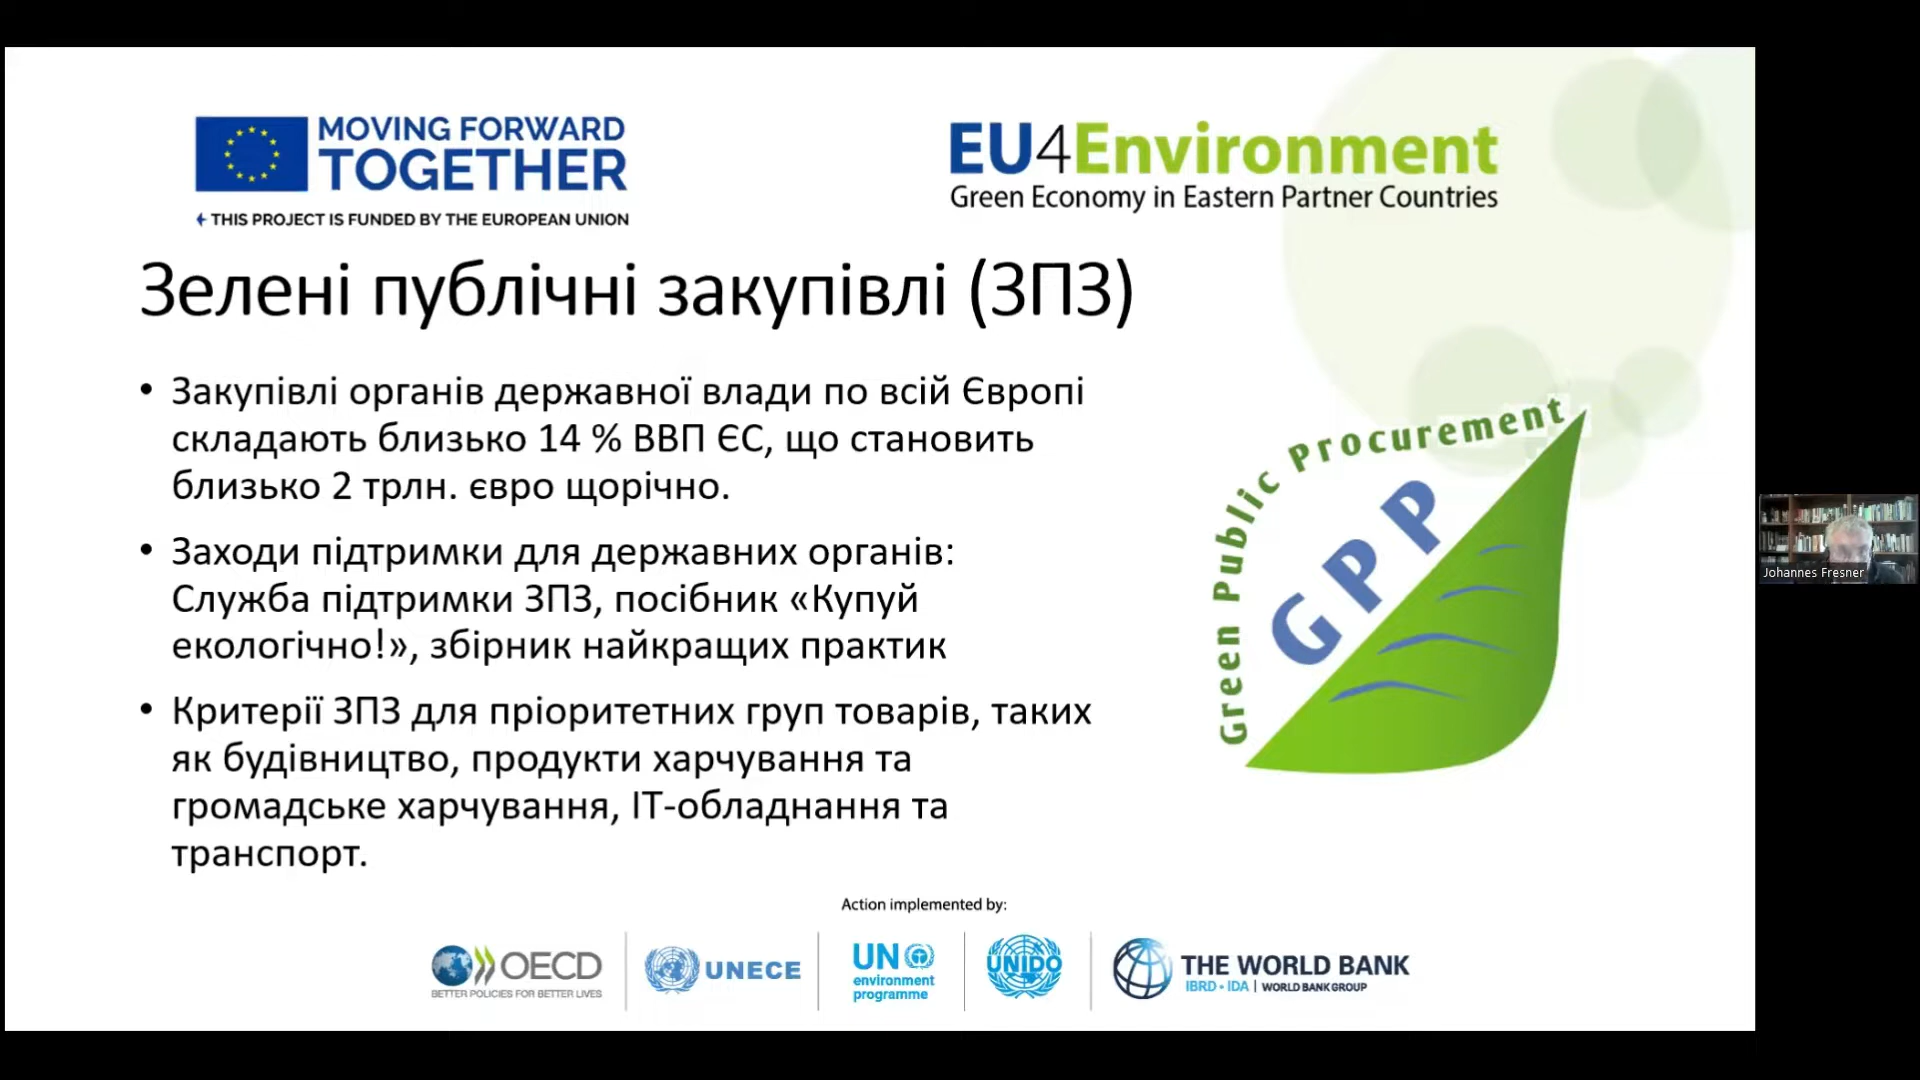 MOVING FORWARD
TOGETHER
THIS PROJECT IS FUNDED BY THE EUROPEAN UNION
EU4Environment
Green Economy in Eastern Partner Countries
Зелені публічні закупівлі (ЗПЗ)
• Закупівлі органів державної влади по всій Європі
складають близько 14 % ВВП ЄС, що становить
близько 2 трлн. євро щорічно.
• Заходи підтримки для державних органів:
Служба підтримки ЗПЗ, посібник «Купуй
екологічно!», збірник найкращих практик
• Критерії ЗПЗ для пріоритетних груп товарів, таких
як будівництво, продукти харчування та
громадське харчування, ІТ-обладнання та
транспорт.
Green Public Procurement
GPP
Johannes Fresner
Action implemented by:
OECD
BETTER POLICIES FOR BETTER LIVES
UNECE
UN
environment
programme
UNIDO
THE WORLD BANK
IBRD • IDA | WORLD BANK GROUP